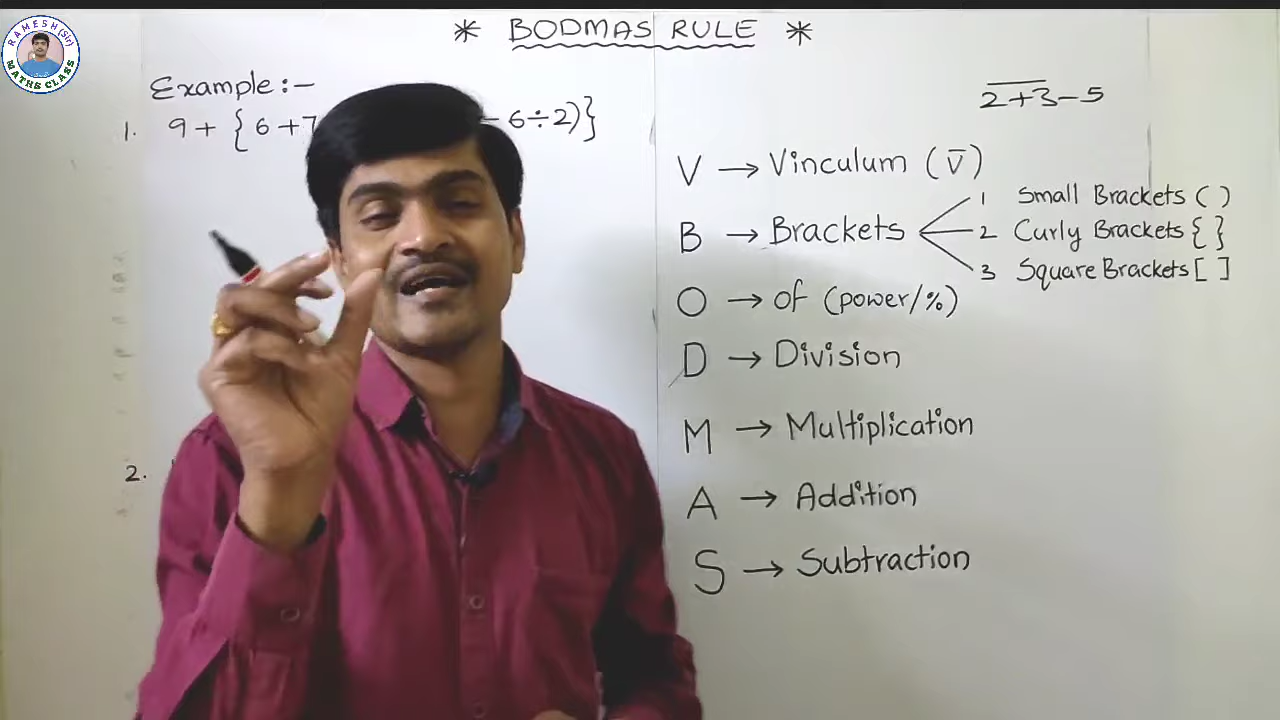 RAMESH (Sir)
MATHS CLASS
* BODMAS RULE *
Example :-
1. 9 + { 6 + 7 - 6 ÷ 2) }
2.
2̅+̅3̅ - 5
V → Vinculum ( V̅ )
B → Brackets
1 Small Brackets ( )
2 Curly Brackets { }
3 Square Brackets [ ]
O → of (power/%)
D → Division
M → Multiplication
A → Addition
S → Subtraction